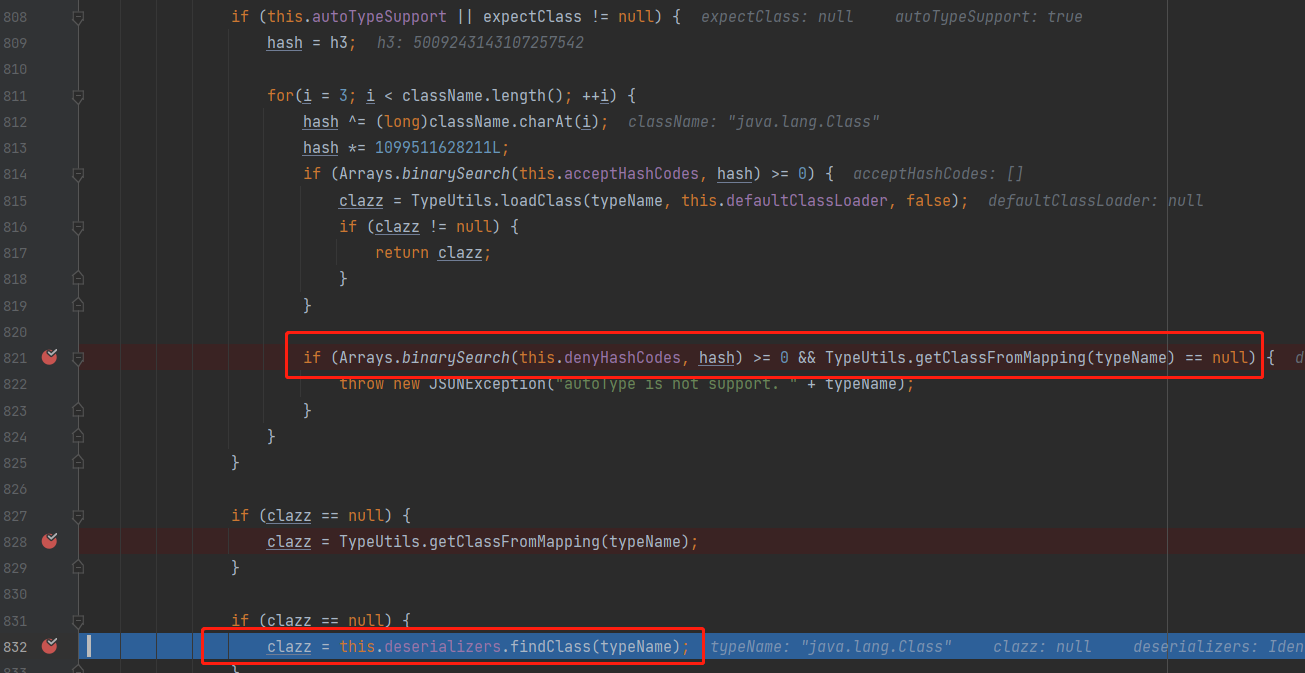 808 if (this.autoTypeSupport || expectClass != null) { expectClass: null autoTypeSupport: true
809 hash = h3; h3: 5009243143107257542
810
811 for(i = 3; i < className.length(); ++i) {
812 hash ^= (long)className.charAt(i); className: "java.lang.Class"
813 hash *= 1099511628211L;
814 if (Arrays.binarySearch(this.acceptHashCodes, hash) >= 0) { acceptHashCodes: []
815 clazz = TypeUtils.loadClass(typeName, this.defaultClassLoader, false); defaultClassLoader: null
816 if (clazz != null) {
817 return clazz;
818 }
819 }
820
821 if (Arrays.binarySearch(this.denyHashCodes, hash) >= 0 && TypeUtils.getClassFromMapping(typeName) == null) { d
822 throw new JSONException("autoType is not support. " + typeName);
823 }
824 }
825 }
826
827 if (clazz == null) {
828 clazz = TypeUtils.getClassFromMapping(typeName);
829 }
830
831 if (clazz == null) {
832 clazz = this.deserializers.findClass(typeName); typeName: "java.lang.Class" clazz: null deserializers: Iden
833 }